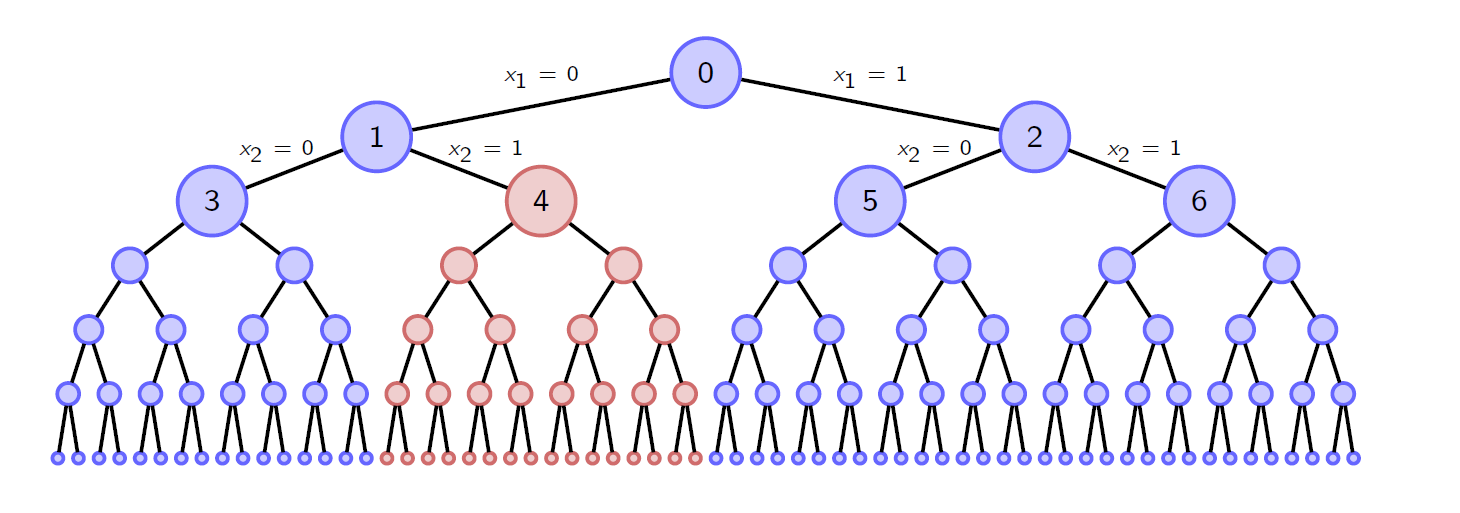 0
x₁ = 0 x₁ = 1
1 2
x₂ = 0 x₂ = 1 x₂ = 0 x₂ = 1
3 4 5 6